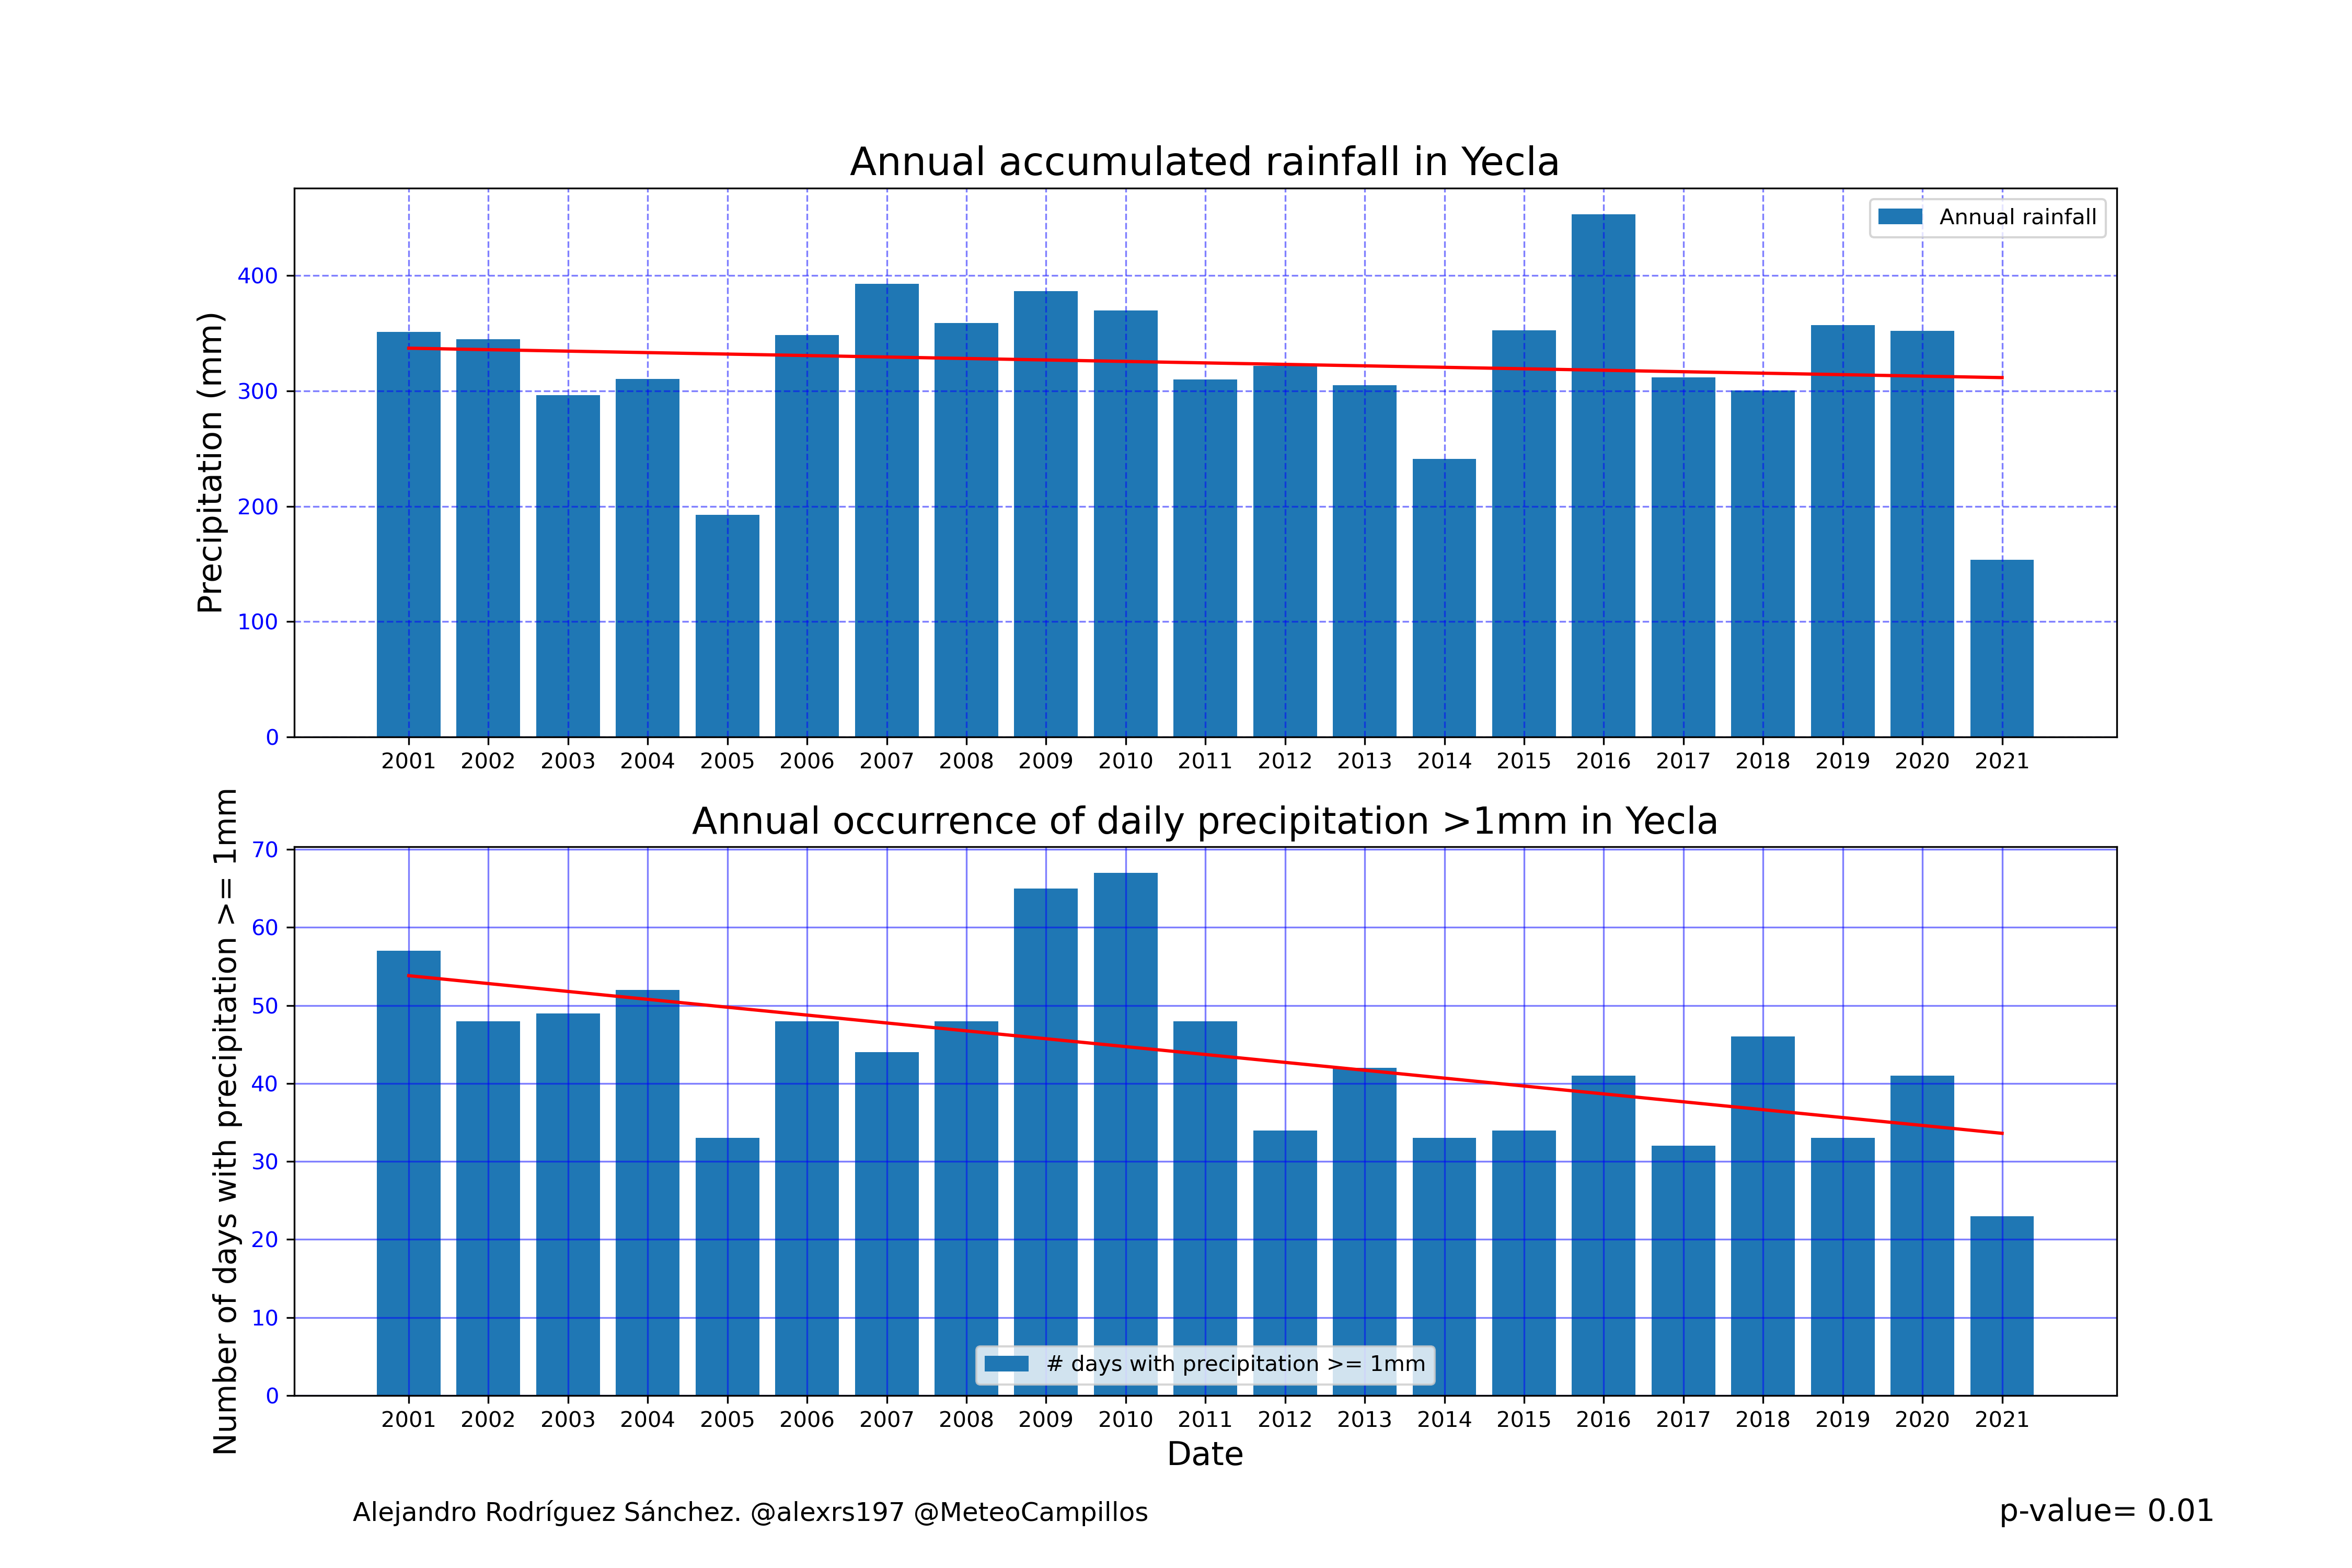 Annual accumulated rainfall in Yecla
Annual rainfall
Precipitation (mm)
400
300
200
100
0
2001 2002 2003 2004 2005 2006 2007 2008 2009 2010 2011 2012 2013 2014 2015 2016 2017 2018 2019 2020 2021
Annual occurrence of daily precipitation >1mm in Yecla
Number of days with precipitation >= 1mm
70
60
50
40
30
20
10
0
# days with precipitation >= 1mm
2001 2002 2003 2004 2005 2006 2007 2008 2009 2010 2011 2012 2013 2014 2015 2016 2017 2018 2019 2020 2021
Date
Alejandro Rodríguez Sánchez. @alexrs197 @MeteoCampillos
p-value= 0.01